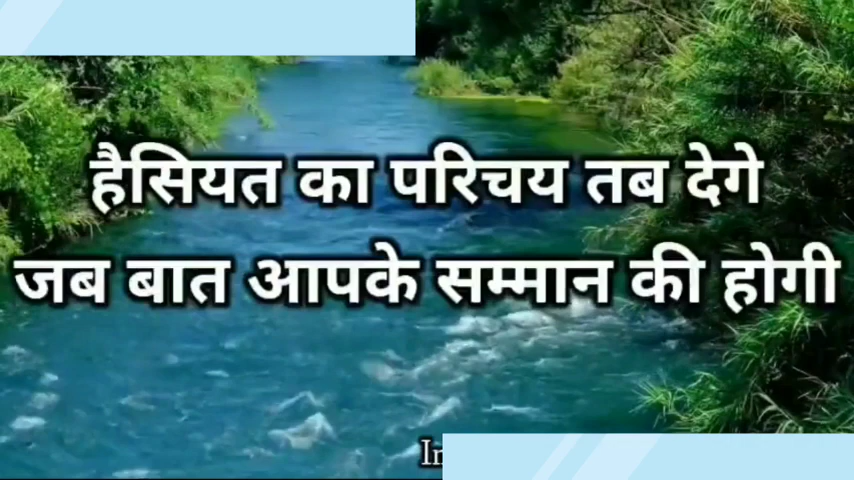 हैसियत का परिचय तब देगे
जब बात आपके सम्मान की होगी